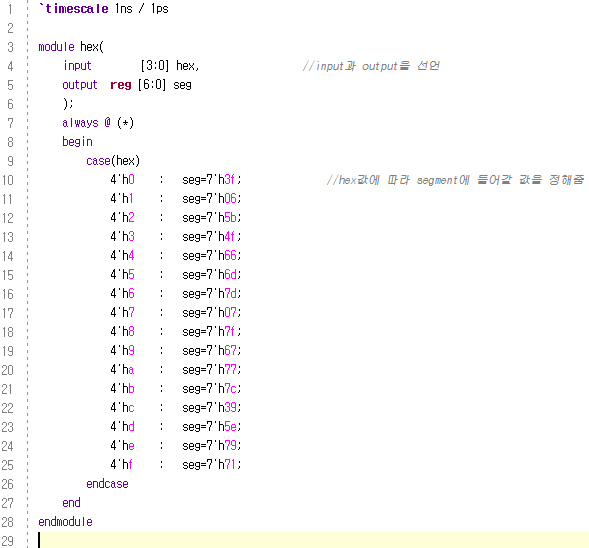 1 `timescale 1ns / 1ps
2
3 module hex(
4 input [3:0] hex, //input과 output을 선언
5 output reg [6:0] seg
6 );
7 always @ (*)
8 begin
9 case(hex)
10 4'h0 : seg=7'h3f; //hex값에 따라 segment에 들어갈 값을 정해줌
11 4'h1 : seg=7'h06;
12 4'h2 : seg=7'h5b;
13 4'h3 : seg=7'h4f;
14 4'h4 : seg=7'h66;
15 4'h5 : seg=7'h6d;
16 4'h6 : seg=7'h7d;
17 4'h7 : seg=7'h07;
18 4'h8 : seg=7'h7f;
19 4'h9 : seg=7'h67;
20 4'ha : seg=7'h77;
21 4'hb : seg=7'h7c;
22 4'hc : seg=7'h39;
23 4'hd : seg=7'h5e;
24 4'he : seg=7'h79;
25 4'hf : seg=7'h71;
26 endcase
27 end
28 endmodule
29